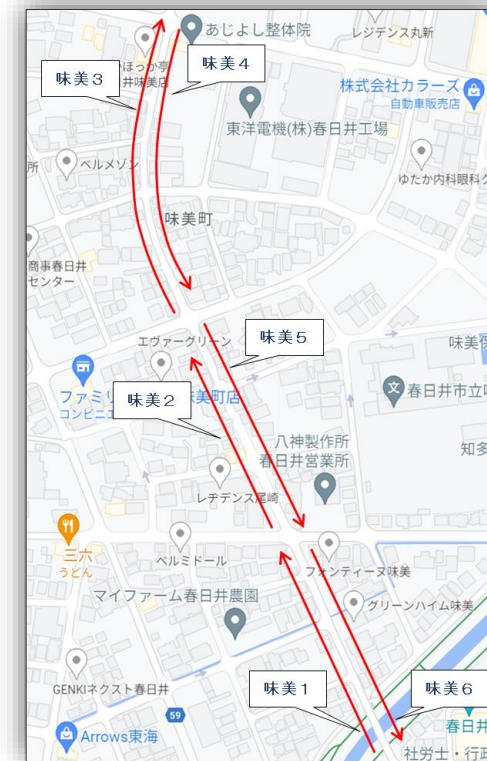 あじよし整体院
レジデンス丸新
ほっか亭
井味美店
味美3
味美4
株式会社カラーズ
自動車販売店
東洋電機(株)春日井工場
所
ベルメゾン
ゆたか内科眼科ク
味美町
商事春日井
センター
エヴァーグリーン
味美5
味美保
ファミリ
コンビニエ
味美2
味美町店
春日井市立味
八神製作所
春日井営業所
知多
レヂデンス尾崎
三六
うどん
ベルミドール
フォンティーヌ味美
マイファーム春日井農園
グリーンハイム味美
GENKIネクスト春日井
味美1
味美6
59
春日井
Arrows東海
社労士・行政